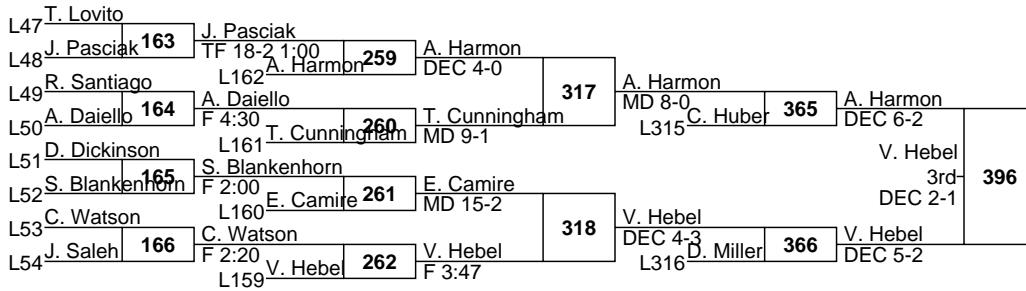 L47 T. Lovito
163
L48 J. Pasciak
J. Pasciak
TF 18-2 1:00
L162 A. Harmon
259
A. Harmon
DEC 4-0
L49 R. Santiago
164
L50 A. Daiello
A. Daiello
F 4:30
L161 T. Cunningham
260
T. Cunningham
MD 9-1
317
A. Harmon
MD 8-0
L315 C. Huber
365
A. Harmon
DEC 6-2
L51 D. Dickinson
165
L52 S. Blankenhorn
S. Blankenhorn
F 2:00
L160 E. Camire
261
E. Camire
MD 15-2
L53 C. Watson
166
L54 J. Saleh
C. Watson
F 2:20
L159 V. Hebel
262
V. Hebel
F 3:47
318
V. Hebel
DEC 4-3
L316 D. Miller
366
V. Hebel
DEC 5-2
V. Hebel
3rd
DEC 2-1
396